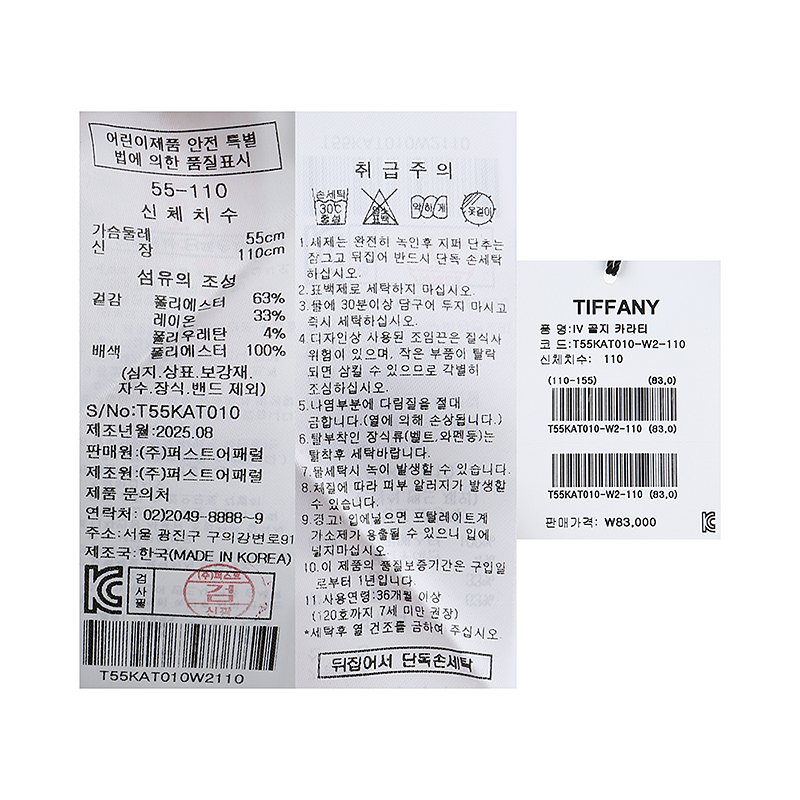 어린이제품 안전 특별
법에 의한 품질표시
55-110
신체치수
가슴둘레 55cm
신 장 110cm
섬유의 조성
겉감 폴리에스터 63%
레이온 33%
폴리우레탄 4%
배색 폴리에스터 100%
(심지.상표.보강재,
자수.장식.밴드 제외)
S/No:T55KAT010
제조년월:2025.08
판매원:(주)퍼스트어패럴
제조원:(주)퍼스트어패럴
제품 문의처
연락처: 02)2049-8888~9
주소:서울 광진구 구의강변로91
제조국:한국(MADE IN KOREA)
검사필
(주)퍼스트
검
T55KAT010W2110
취급주의
손세탁
30℃
중성
염소
표백
약하게
옷걸이
1.세제는 완전히 녹인후 지퍼 단추는
잠그고 뒤집어 반드시 단독 손세탁
하십시오.
2.표백제로 세탁하지 마십시오.
3.물에 30분이상 담구어 두지 마시고
즉시 세탁하십시오.
4.디자인상 사용된 조임끈은 질식사
위험이 있으며, 작은 부품이 탈락
되면 삼킬 수 있으므로 각별히
조심하십시오.
5.나염부분에 다림질을 절대
금합니다.(열에 의해 손상됩니다.)
6.탈부착인 장식류(벨트,와펜등)는
탈착후 세탁바랍니다.
7.물세탁시 녹이 발생할 수 있습니다.
8.체질에 따라 피부 알러지가 발생할
수 있습니다.
9.경고! 입에넣으면 프탈레이트계
가소제가 용출될 수 있으니 입에
넣지마십시오.
10.이 제품의 품질보증기간은 구입일
로부터 1년입니다.
11.사용연령:36개월 이상
(120호까지 7세 미만 권장)
*세탁후 열 건조를 금하여 주십시오
뒤집어서 단독손세탁
TIFFANY
품 명:IV 골지 카라티
코 드:T55KAT010-W2-110
신체치수: 110
(110-155) (83,0)
T55KAT010-W2-110 (83,0)
T55KAT010-W2-110 (83,0)
판매가격: ₩83,000